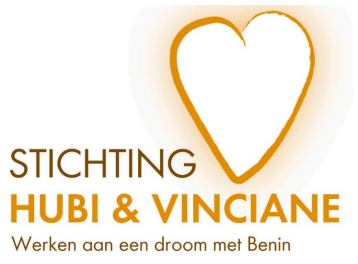 STICHTING
HUBI & VINCIANE
Werken aan een droom met Benin